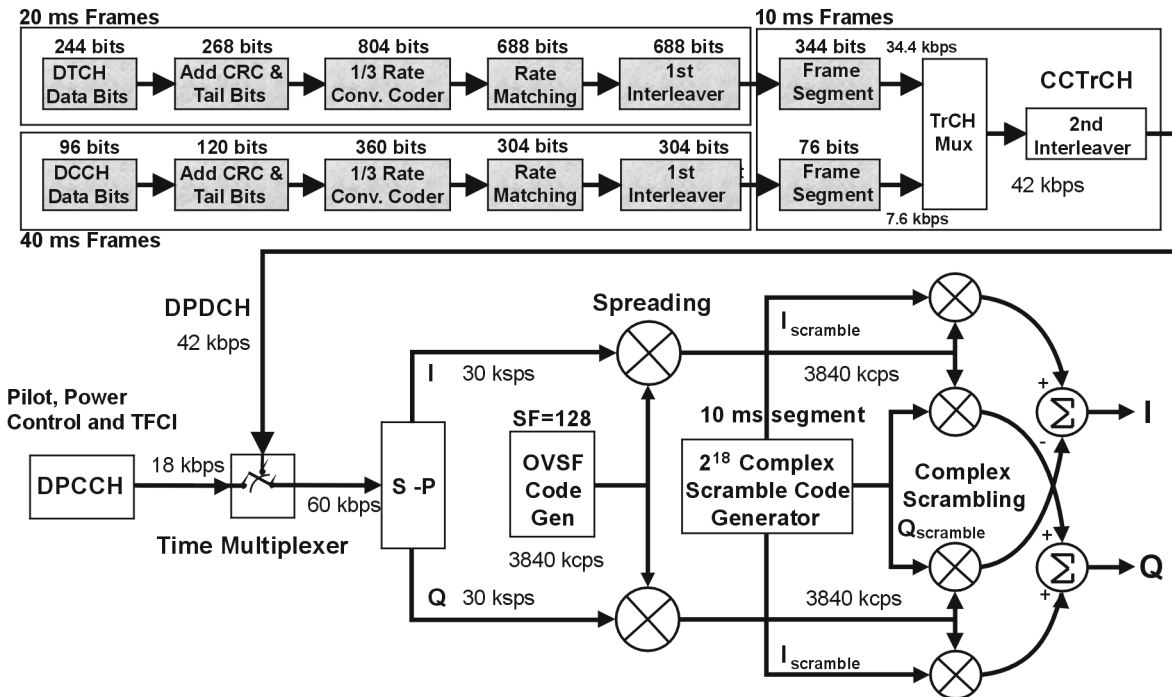 20 ms Frames
10 ms Frames
244 bits
268 bits
804 bits
688 bits
688 bits
344 bits
34.4 kbps
DTCH
Data Bits
Add CRC &
Tail Bits
1/3 Rate
Conv. Coder
Rate
Matching
1st
Interleaver
Frame
Segment
TrCH
Mux
CCTrCH
2nd
Interleaver
42 kbps
96 bits
120 bits
360 bits
304 bits
304 bits
76 bits
DCCH
Data Bits
Add CRC &
Tail Bits
1/3 Rate
Conv. Coder
Rate
Matching
1st
Interleaver
Frame
Segment
7.6 kbps
40 ms Frames
DPDCH
42 kbps
Spreading
I scramble
I
30 ksps
3840 kcps
Pilot, Power
Control and TFCI
SF=128
10 ms segment
+
Σ
I
-
DPCCH
18 kbps
60 kbps
S -P
OVSF
Code
Gen
2^18 Complex
Scramble Code
Generator
Complex
Scrambling
Q scramble
Time Multiplexer
3840 kcps
+
Σ
Q
+
Q
30 ksps
3840 kcps
I scramble